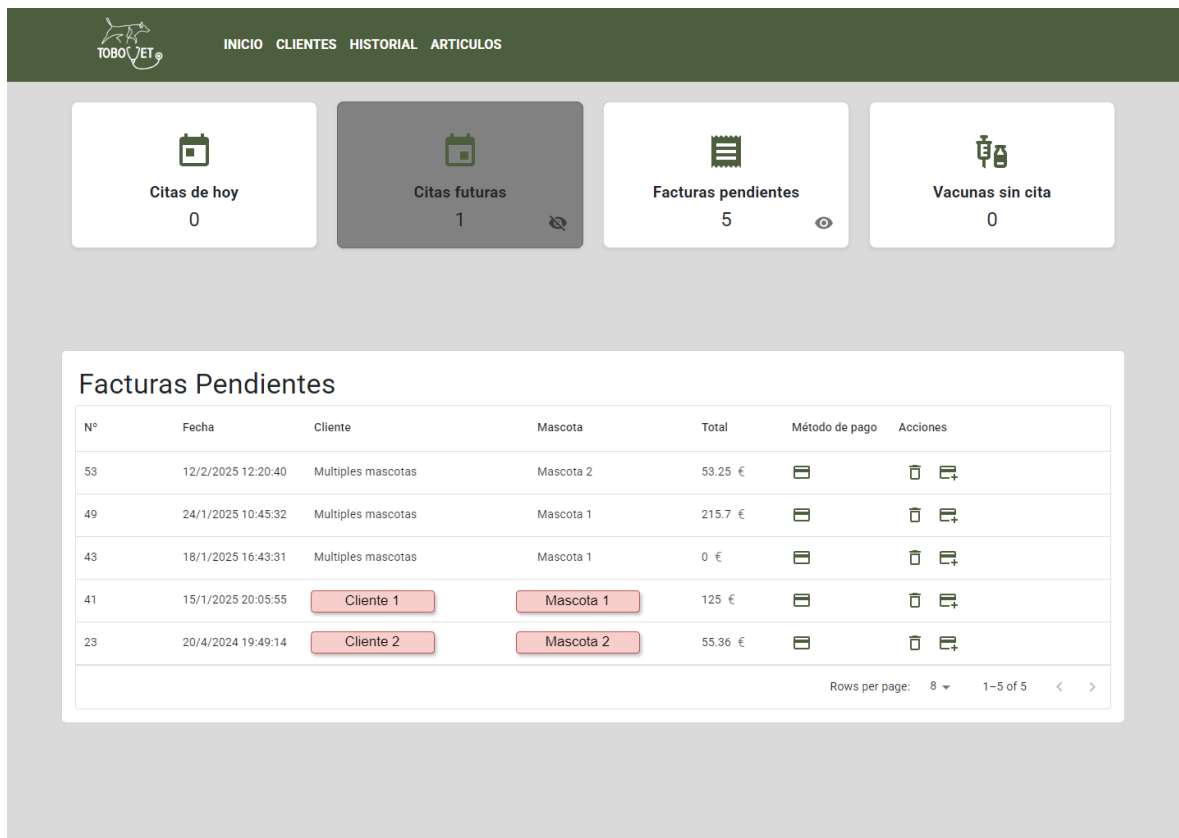 TOBOVET
INICIO CLIENTES HISTORIAL ARTICULOS
Citas de hoy
0
Citas futuras
1
Facturas pendientes
5
Vacunas sin cita
0
Facturas Pendientes
Nº Fecha Cliente Mascota Total Método de pago Acciones
53 12/2/2025 12:20:40 Multiples mascotas Mascota 2 53.25 €
49 24/1/2025 10:45:32 Multiples mascotas Mascota 1 215.7 €
43 18/1/2025 16:43:31 Multiples mascotas Mascota 1 0 €
41 15/1/2025 20:05:55 Cliente 1 Mascota 1 125 €
23 20/4/2024 19:49:14 Cliente 2 Mascota 2 55.36 €
Rows per page: 8 1–5 of 5